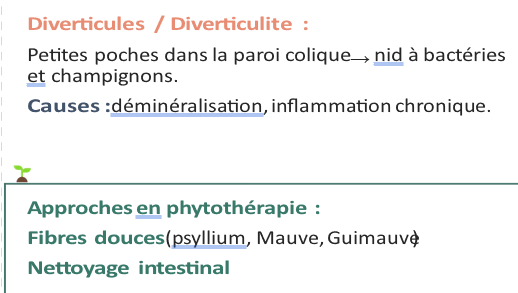 Diverticules / Diverticulite :
Petites poches dans la paroi colique→ nid à bactéries
et champignons.
Causes :déminéralisation, inflammation chronique.
Approches en phytothérapie :
Fibres douces(psyllium, Mauve, Guimauve)
Nettoyage intestinal